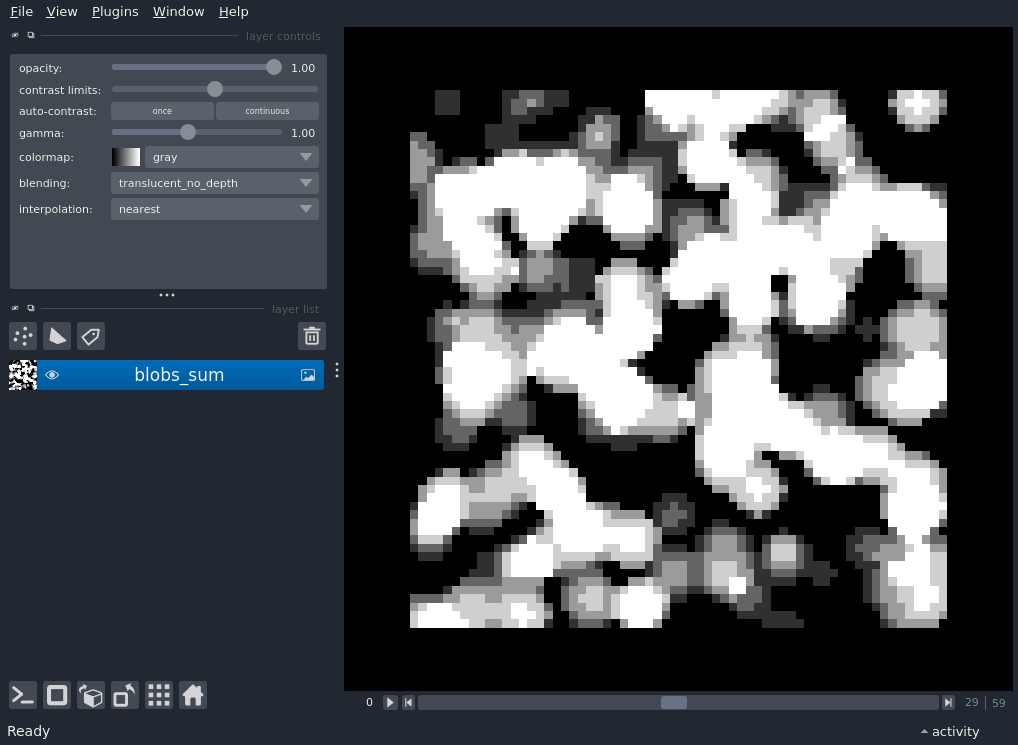 File View Plugins Window Help
layer controls
opacity: 1.00
contrast limits:
auto-contrast: once continuous
gamma: 1.00
colormap: gray
blending: translucent_no_depth
interpolation: nearest
layer list
blobs_sum
0 29 59
Ready activity